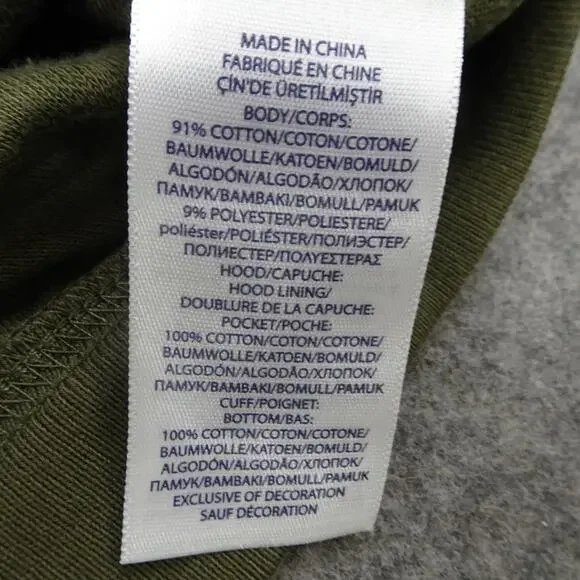 MADE IN CHINA
FABRIQUÉ EN CHINE
ÇİN'DE ÜRETİLMİŞTİR
BODY/CORPS:
91% COTTON/COTON/COTONE/
BAUMWOLLE/KATOEN/BOMULD/
ALGODÓN/ALGODÃO/ХЛОПОК/
ПАМУК/BAMBAKI/BOMULL/PAMUK
9% POLYESTER/POLIESTERE/
poliéster/POLIÉSTER/ПОЛИЭСТЕР/
ПОЛИЕСТЕР/ΠΟΛΥΕΣΤΕΡΑΣ
HOOD/CAPUCHE:
HOOD LINING/
DOUBLURE DE LA CAPUCHE:
POCKET/POCHE:
100% COTTON/COTON/COTONE/
BAUMWOLLE/KATOEN/BOMULD/
ALGODÓN/ALGODÃO/ХЛОПОК/
ПАМУК/BAMBAKI/BOMULL/PAMUK
CUFF/POIGNET:
BOTTOM/BAS:
100% COTTON/COTON/COTONE/
BAUMWOLLE/KATOEN/BOMULD/
ALGODÓN/ALGODÃO/ХЛОПОК/
ПАМУК/BAMBAKI/BOMULL/PAMUK
EXCLUSIVE OF DECORATION
SAUF DÉCORATION